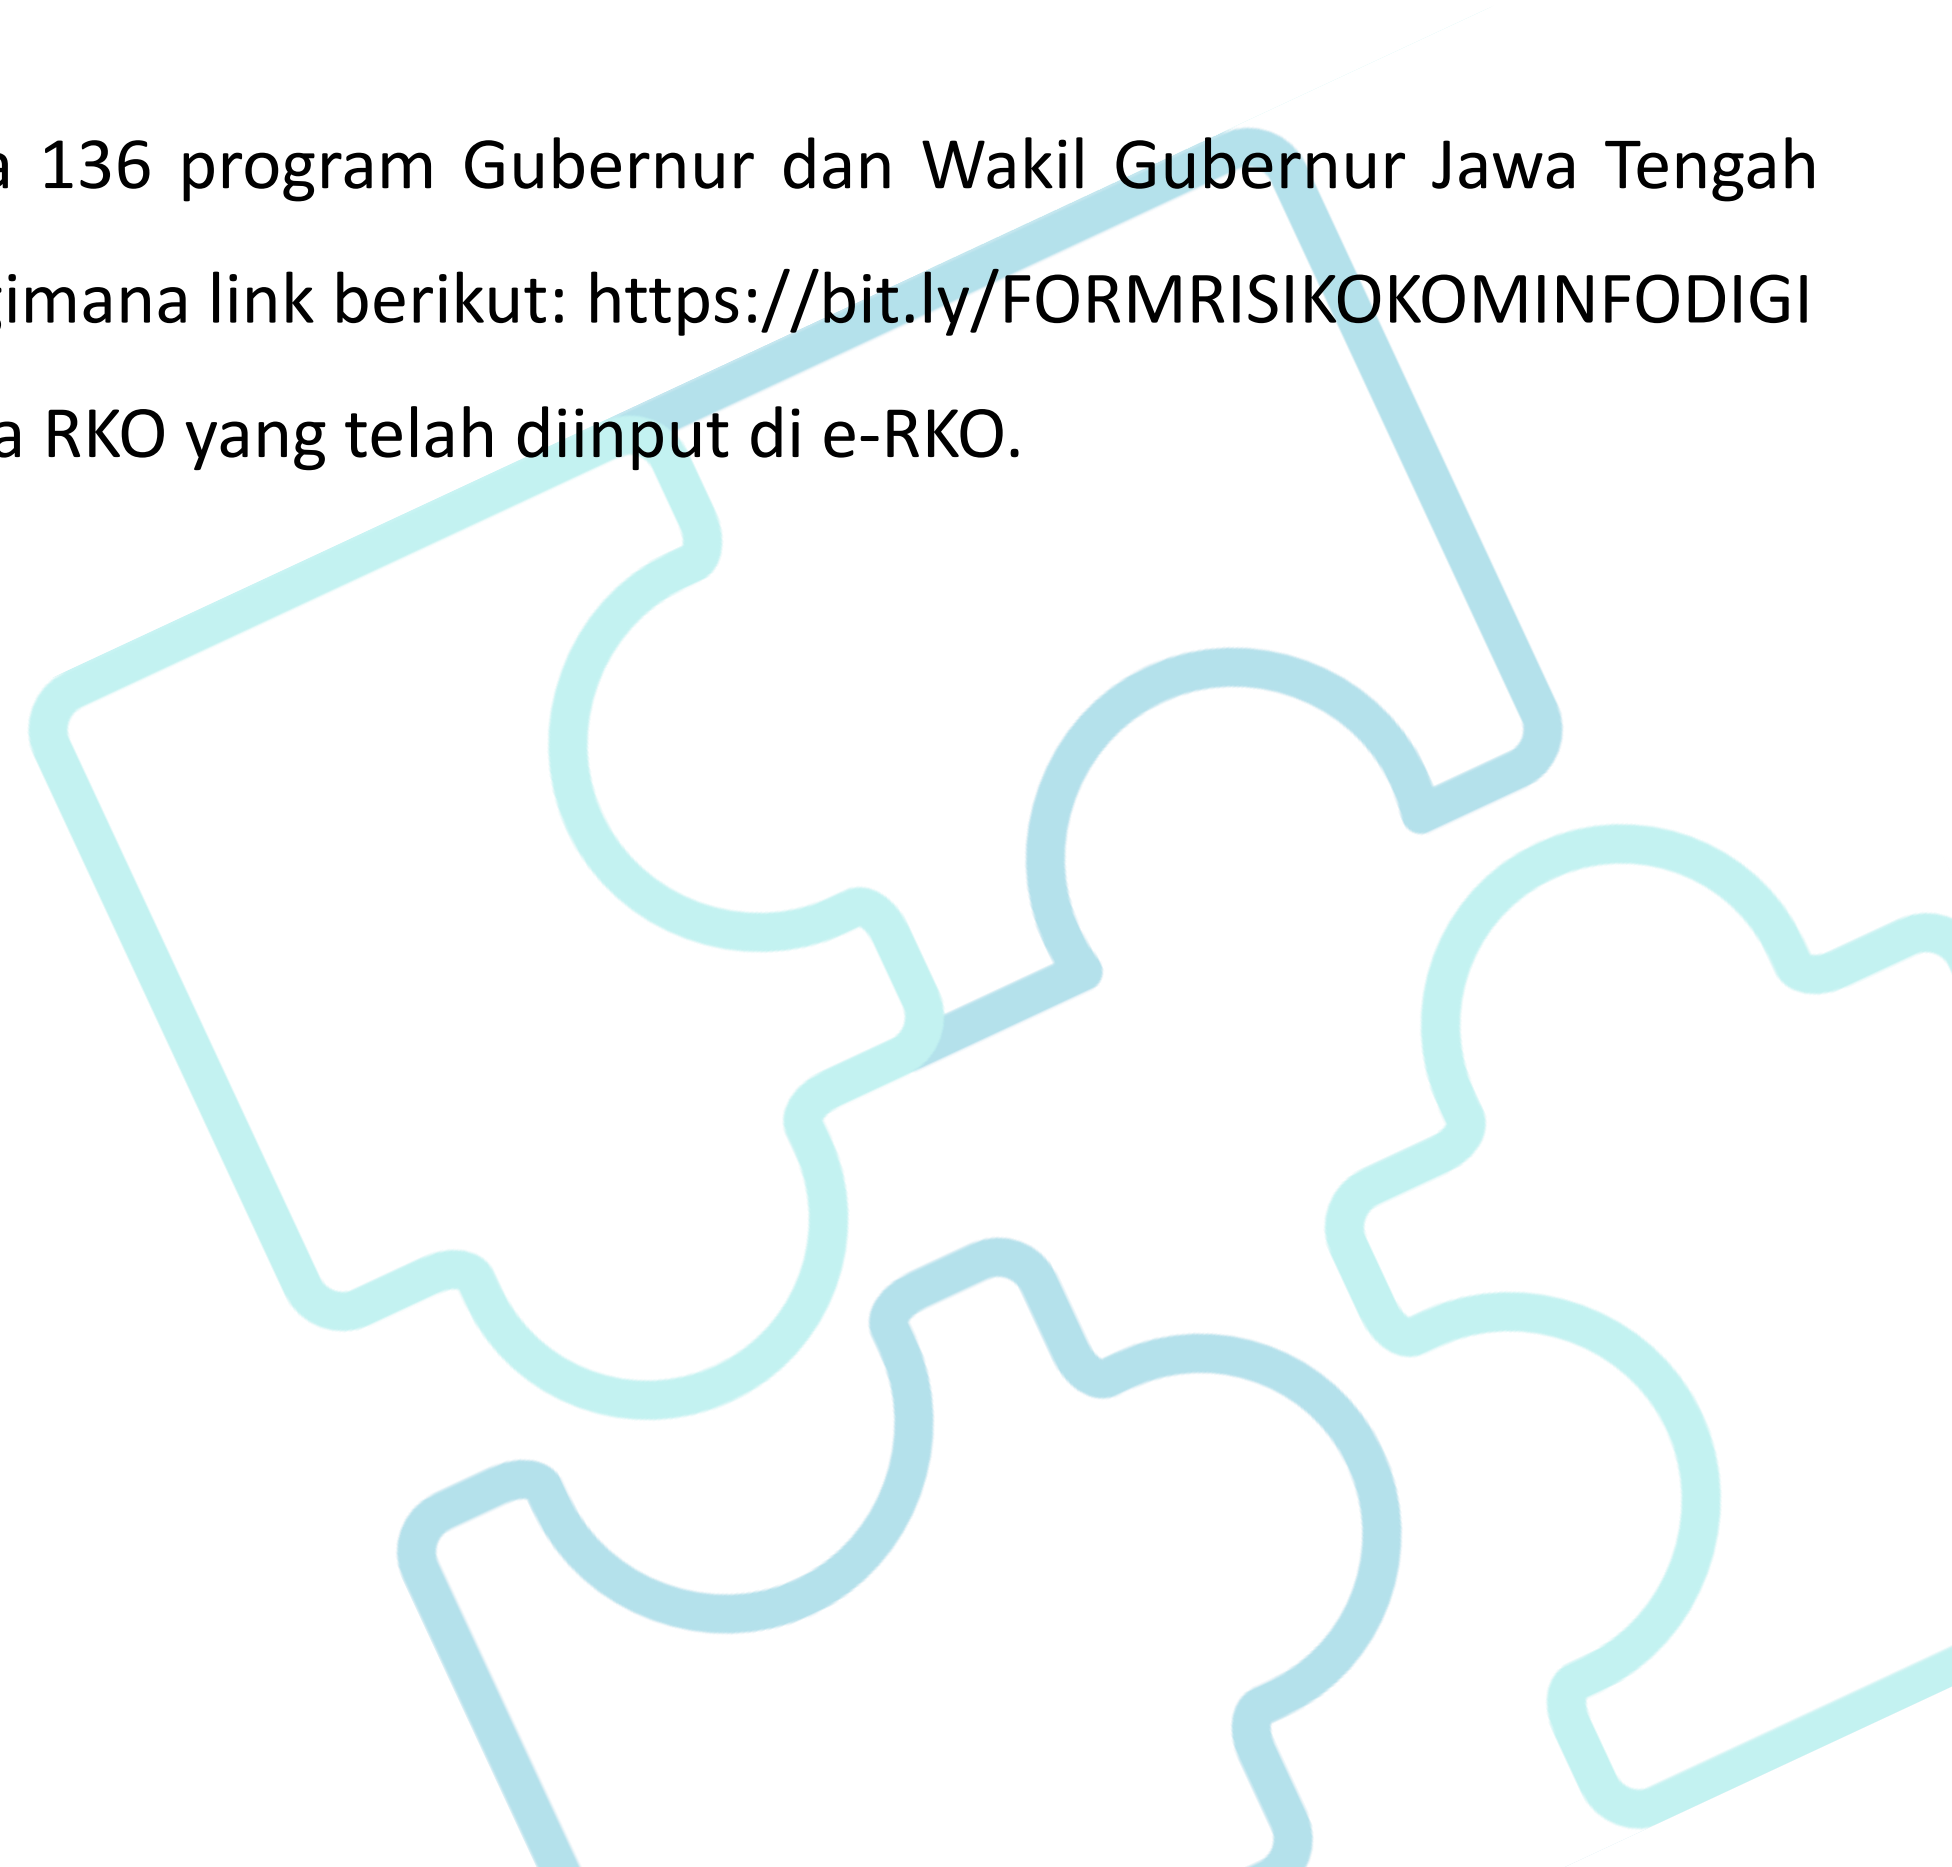 136 program Gubernur dan Wakil Gubernur Jawa Tengah
link berikut: https://bit.ly/FORMRISIKOKOMINFODIGI
RKO yang telah diinput di e-RKO.